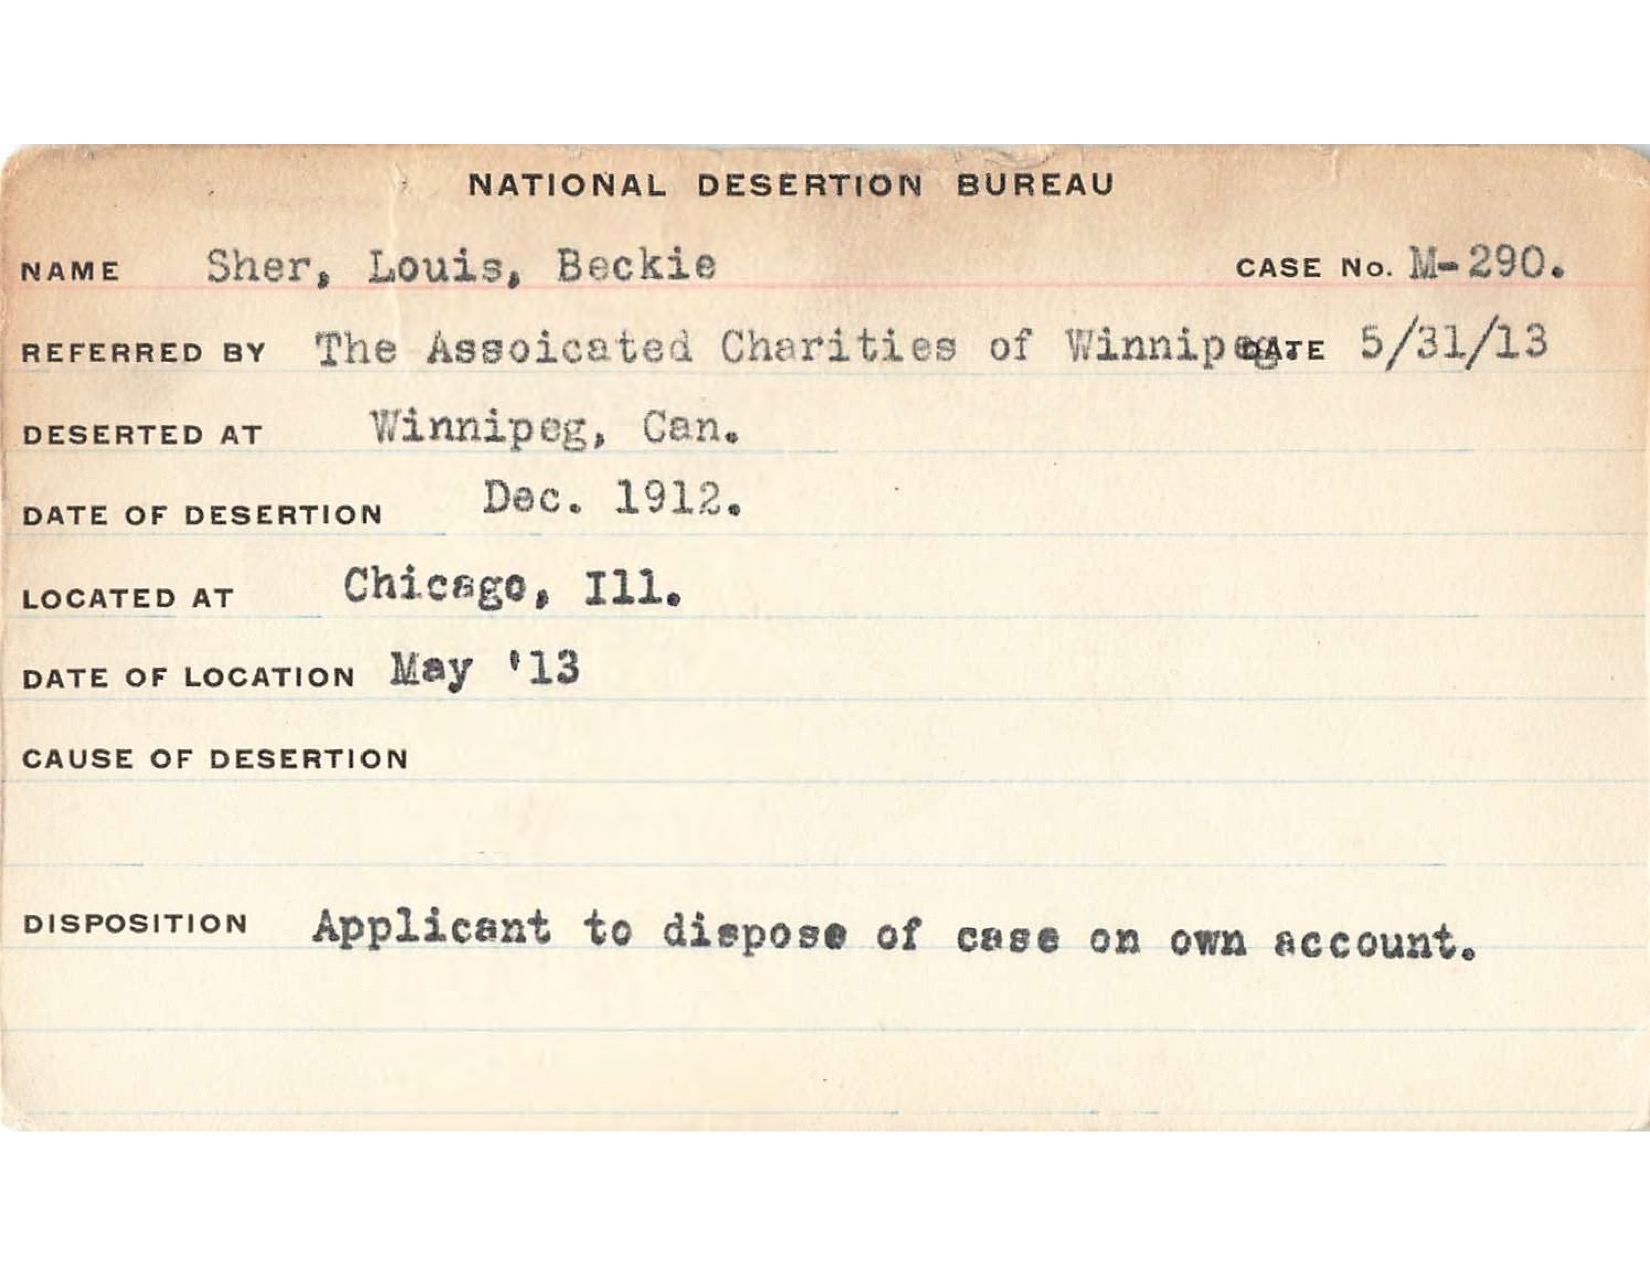 NATIONAL DESERTION BUREAU
NAME Sher, Louis, Beckie CASE No. M-290.
REFERRED BY The Assoicated Charities of Winnipeg. DATE 5/31/13
DESERTED AT Winnipeg, Can.
DATE OF DESERTION Dec. 1912.
LOCATED AT Chicago, Ill.
DATE OF LOCATION May '13
CAUSE OF DESERTION
DISPOSITION Applicant to dispose of case on own account.